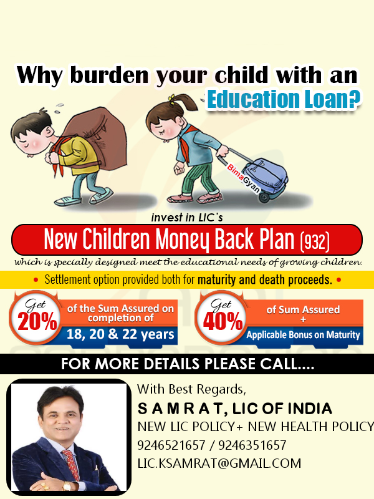 Why burden your child with an
Education Loan?
BimaGyan
invest in LIC's
New Children Money Back Plan (932)
which is specially designed meet the educational needs of growing children.
• Settlement option provided both for maturity and death proceeds. •
Get
20%
of the Sum Assured on
completion of
18, 20 & 22 years
Get
40%
of Sum Assured
+
Applicable Bonus on Maturity
FOR MORE DETAILS PLEASE CALL....
With Best Regards,
SAMRAT, LIC OF INDIA
NEW LIC POLICY+ NEW HEALTH POLICY
9246521657 / 9246351657
LIC.KSAMRAT@GMAIL.COM